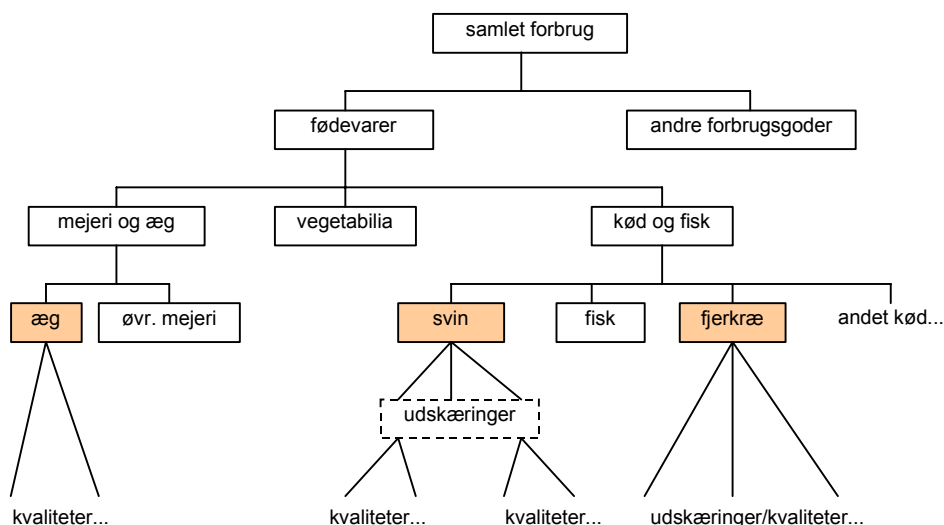 samlet forbrug
fødevarer
andre forbrugsgoder
mejeri og æg
vegetabilia
kød og fisk
æg
øvr. mejeri
svin
fisk
fjerkræ
andet kød...
udskæringer
kvaliteter...
kvaliteter...
kvaliteter...
udskæringer/kvaliteter...